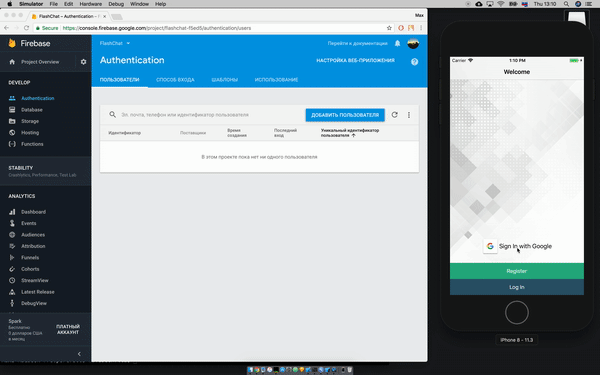 Simulator File Edit Hardware Debug Window Help
Thu 13:10
FlashChat – Authentication –
Max
Secure https://console.firebase.google.com/project/flashchat-f5ed5/authentication/users
Firebase
FlashChat
Перейти к документации
Project Overview
Authentication
НАСТРОЙКА ВЕБ-ПРИЛОЖЕНИЯ
DEVELOP
ПОЛЬЗОВАТЕЛИ СПОСОБ ВХОДА ШАБЛОНЫ ИСПОЛЬЗОВАНИЕ
Authentication
Database
Storage
Hosting
Functions
Эл. почта, телефон или идентификатор пользователя
ДОБАВИТЬ ПОЛЬЗОВАТЕЛЯ
Идентификатор
Поставщики
Время создания
Последний вход
Уникальный идентификатор пользователя
В этом проекте пока нет ни одного пользователя
STABILITY
Crashlytics, Performance, Test Lab
ANALYTICS
Dashboard
Events
Audiences
Attribution
Funnels
Cohorts
StreamView
Latest Release
DebugView
Spark
Бесплатно
0 долларов США
в месяц
ПЛАТНЫЙ
АККАУНТ
Carrier
1:10 PM
Welcome
Sign In with Google
Register
Log In
iPhone 8 - 11.3